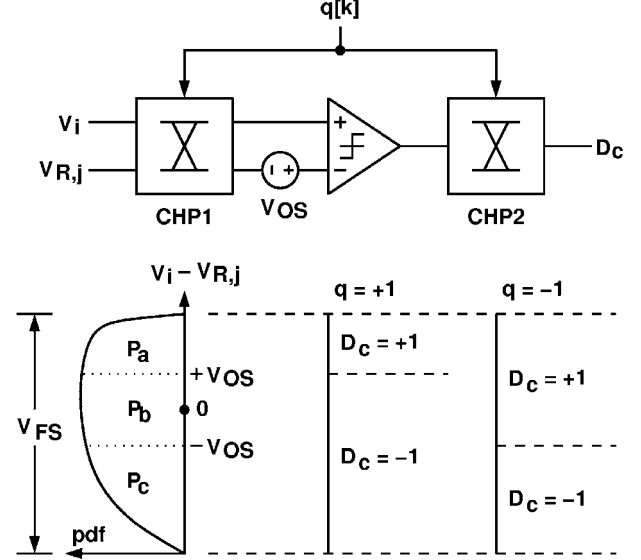 q[k]
Vi
VR,j
CHP1
+
−
− +
VOS
CHP2
Dc
Vi − VR,j
q = +1
q = −1
Pa
+VOS
Pb
0
−VOS
Pc
VFS
pdf
Dc = +1
Dc = −1
Dc = +1
Dc = −1